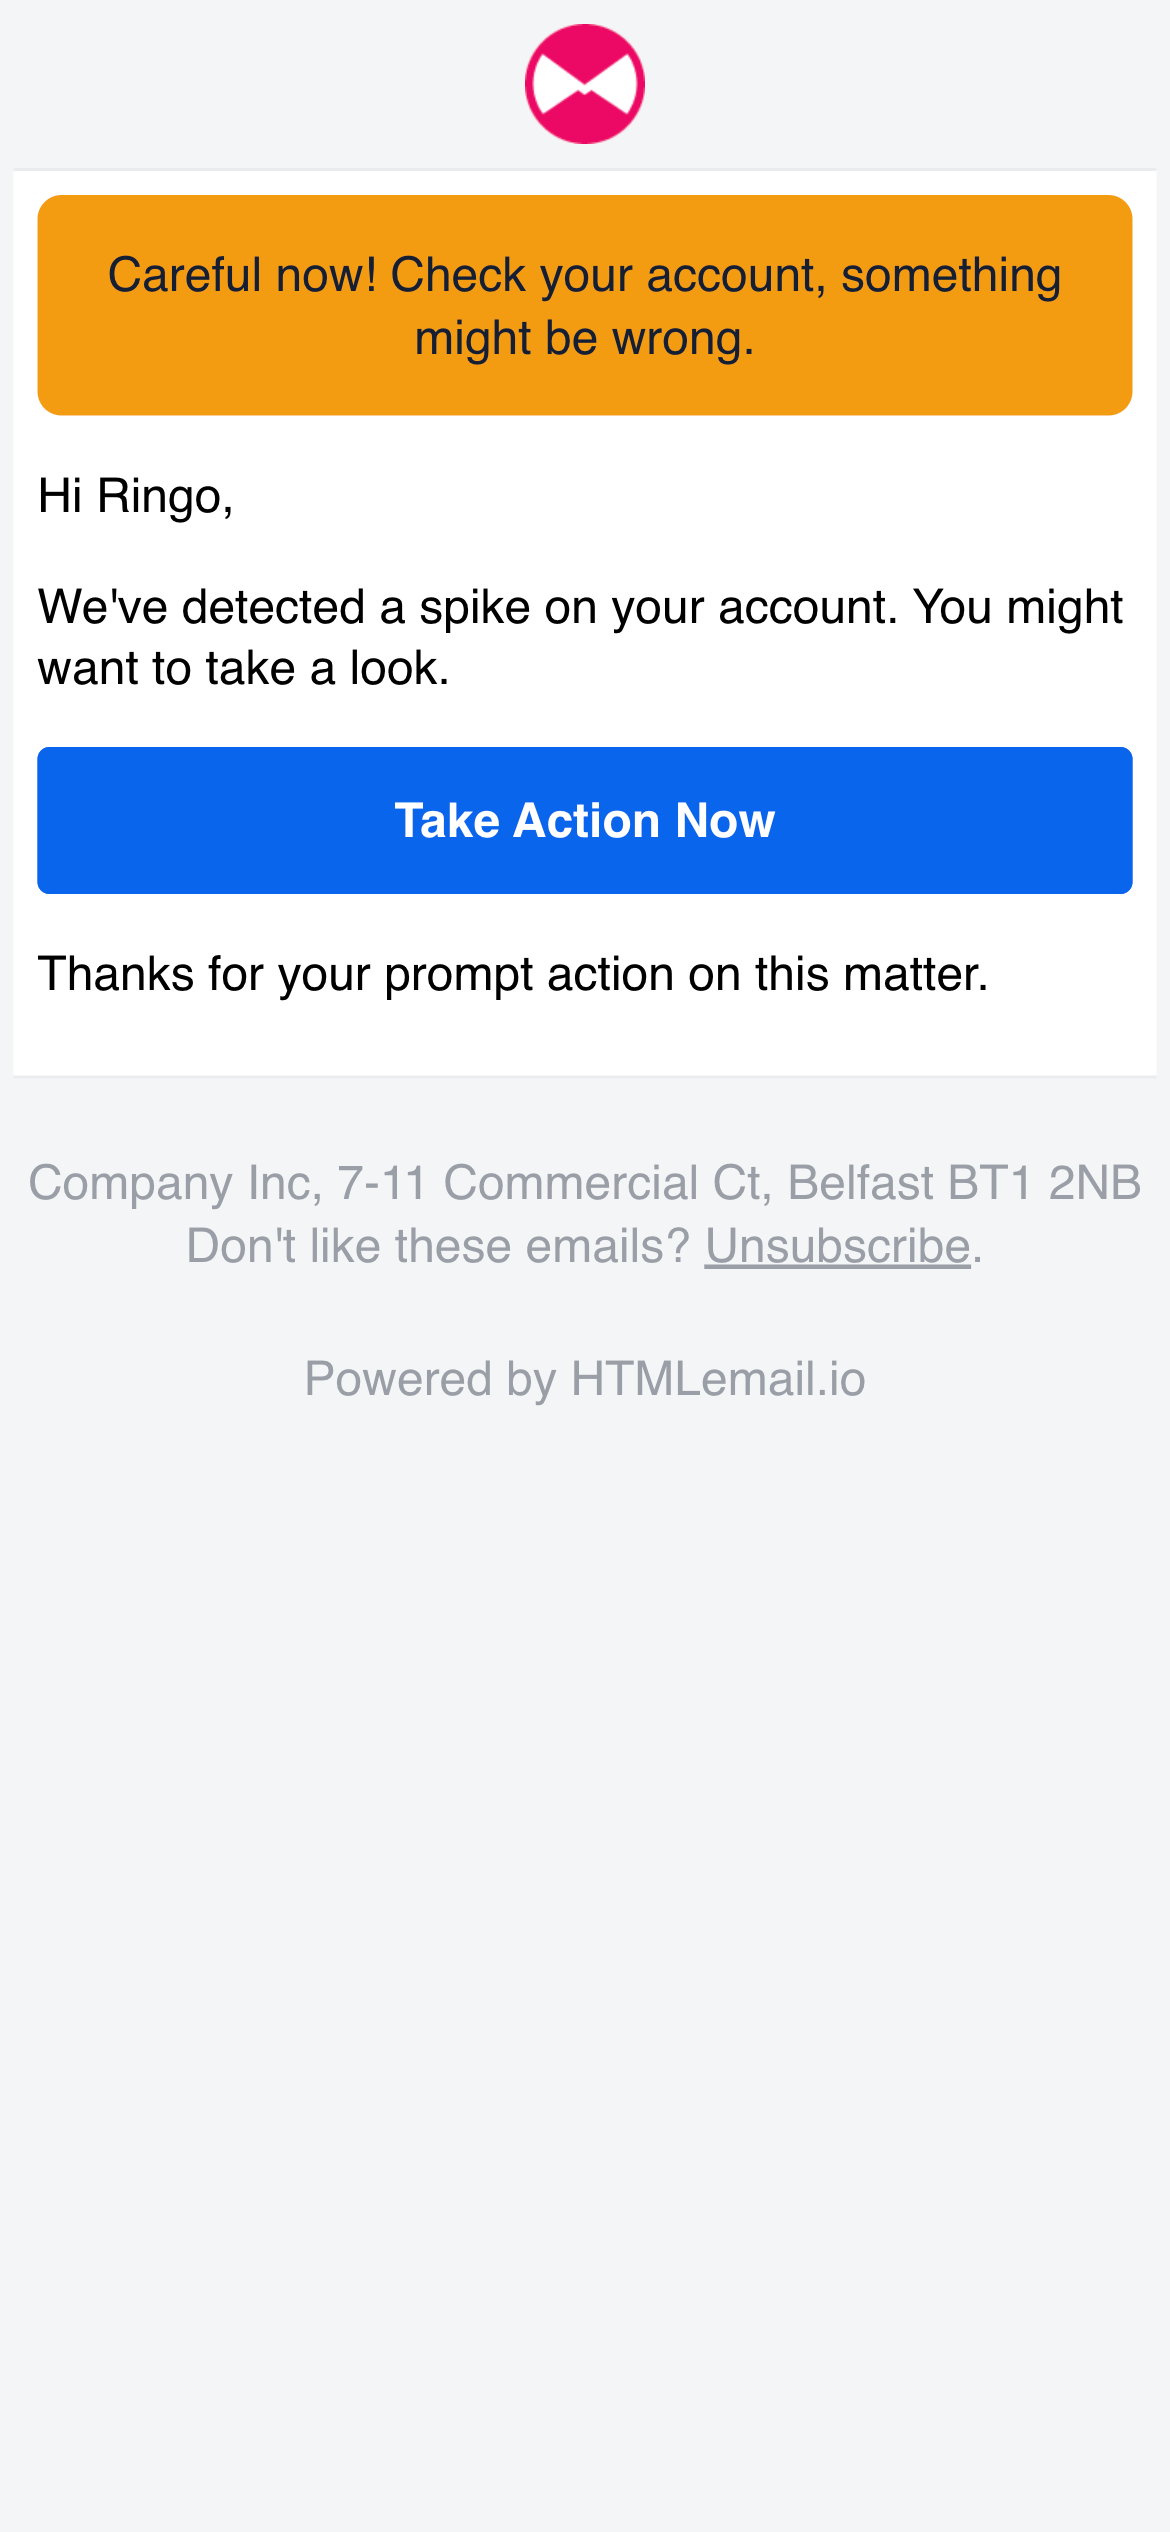 Careful now! Check your account, something
might be wrong.
Hi Ringo,
We've detected a spike on your account. You might
want to take a look.
Take Action Now
Thanks for your prompt action on this matter.
Company Inc, 7-11 Commercial Ct, Belfast BT1 2NB
Don't like these emails? Unsubscribe.
Powered by HTMLemail.io